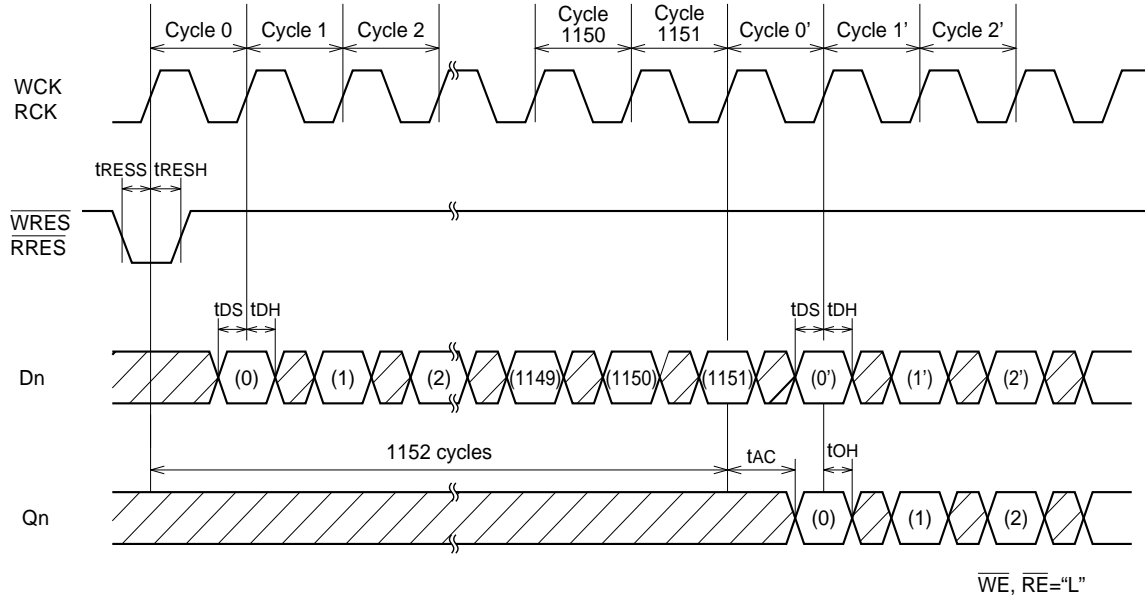 Cycle 0 Cycle 1 Cycle 2 Cycle 1150 Cycle 1151 Cycle 0’ Cycle 1’ Cycle 2’
WCK
RCK
tRESS tRESH
WRES
RRES
tDS tDH tDS tDH
Dn (0) (1) (2) (1149) (1150) (1151) (0’) (1’) (2’)
1152 cycles tAC tOH
Qn (0) (1) (2)
WE, RE=“L”